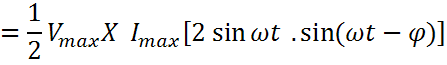 = 1/2 V_max X I_max [2 sin ωt . sin(ωt − φ)]